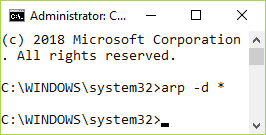 Administrator: C...
(c) 2018 Microsoft Corporation
. All rights reserved.
C:\WINDOWS\system32>arp -d *
C:\WINDOWS\system32>